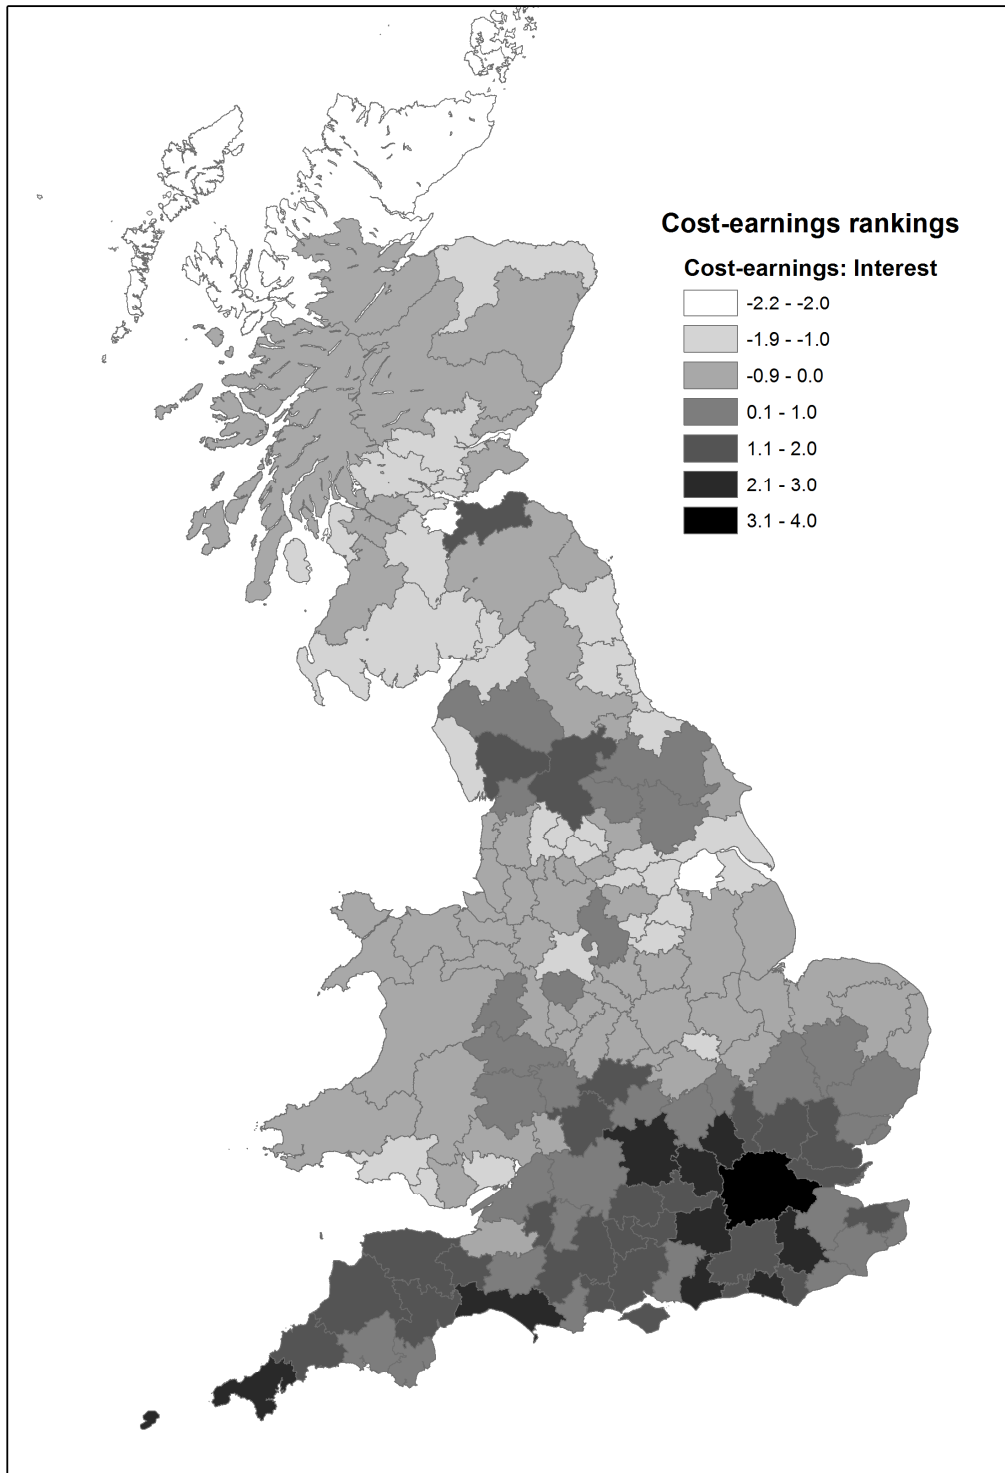 Cost-earnings rankings
Cost-earnings: Interest
-2.2 - -2.0
-1.9 - -1.0
-0.9 - 0.0
0.1 - 1.0
1.1 - 2.0
2.1 - 3.0
3.1 - 4.0